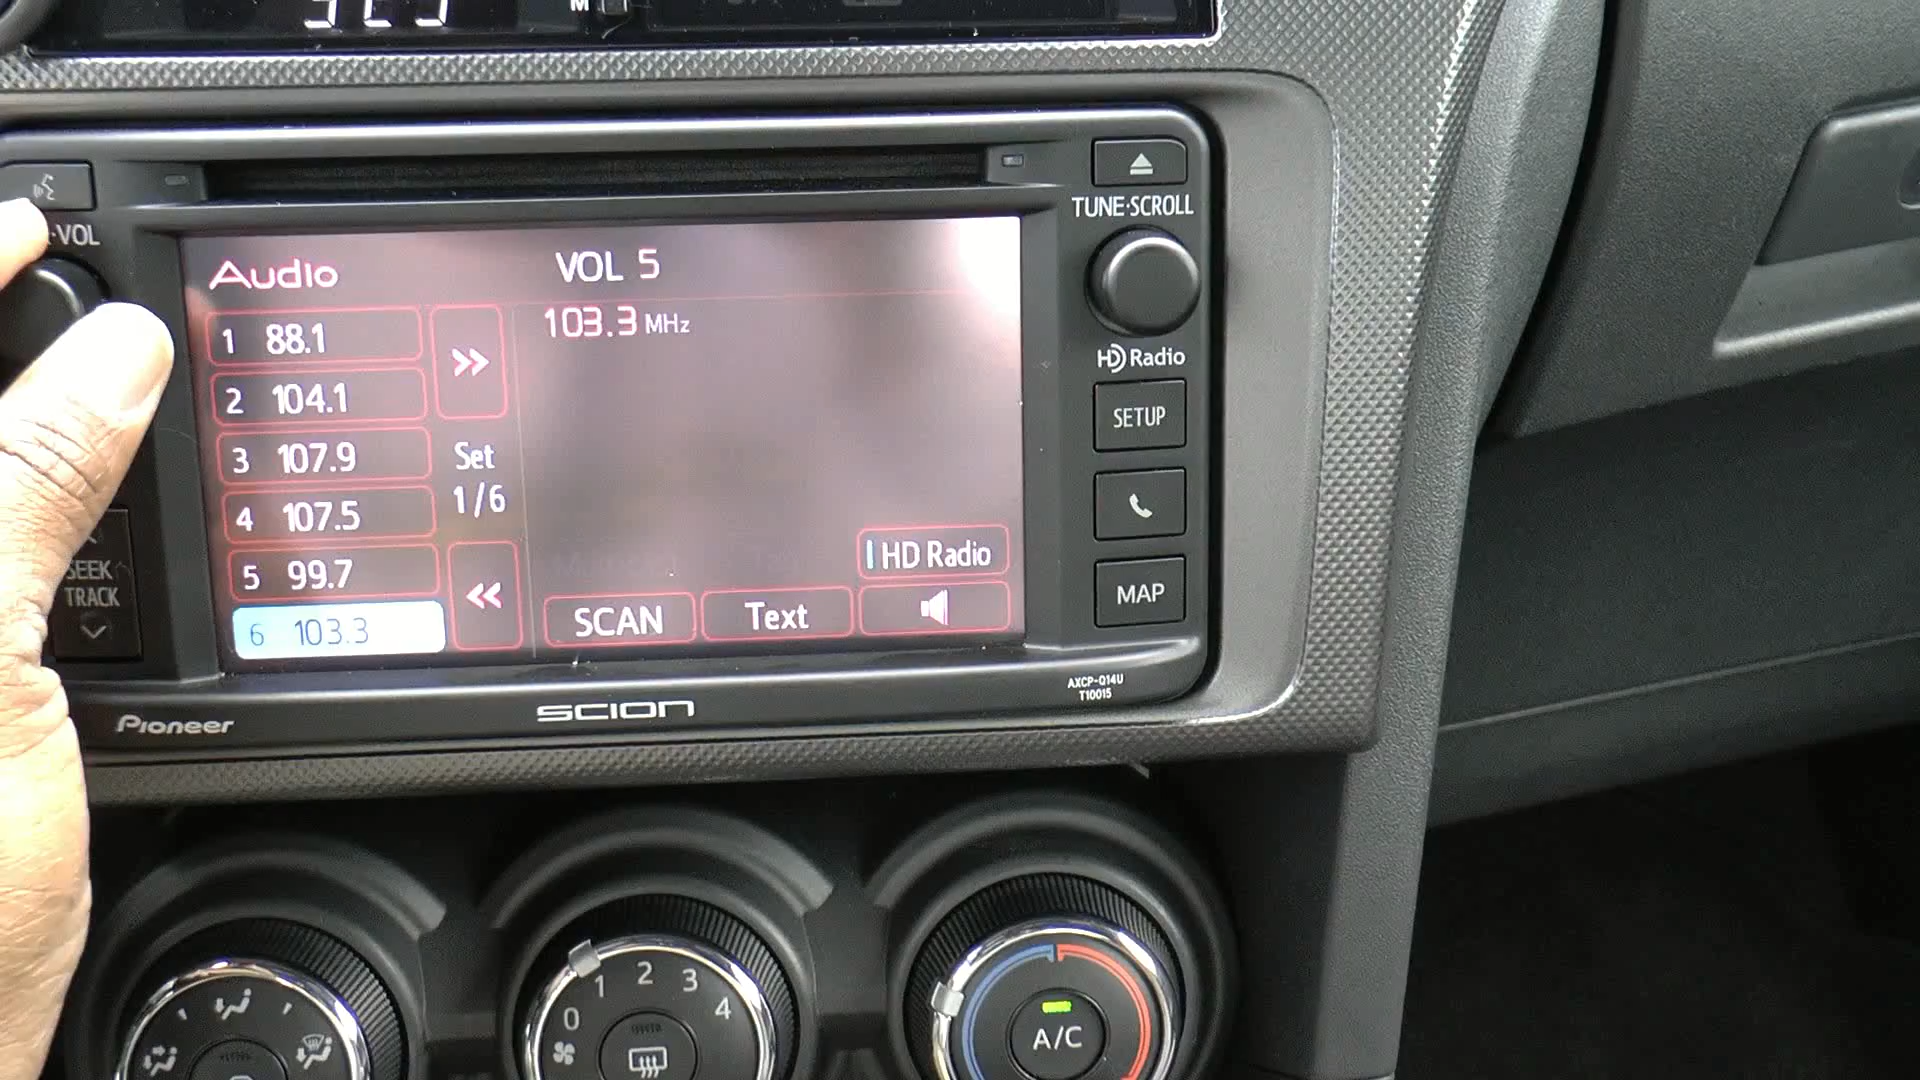 M
VOL
TUNE·SCROLL
Audio
VOL 5
103.3 MHz
1 88.1
2 104.1
3 107.9
4 107.5
5 99.7
6 103.3
Set
1/6
HD Radio
SCAN
Text
HD Radio
SETUP
MAP
SEEK
TRACK
Pioneer
SCION
AXCP-Q14U
T10015
0
1
2
3
4
A/C